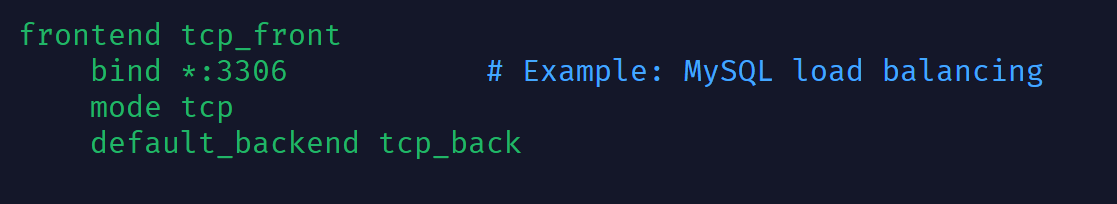 frontend tcp_front
    bind *:3306           # Example: MySQL load balancing
    mode tcp
    default_backend tcp_back